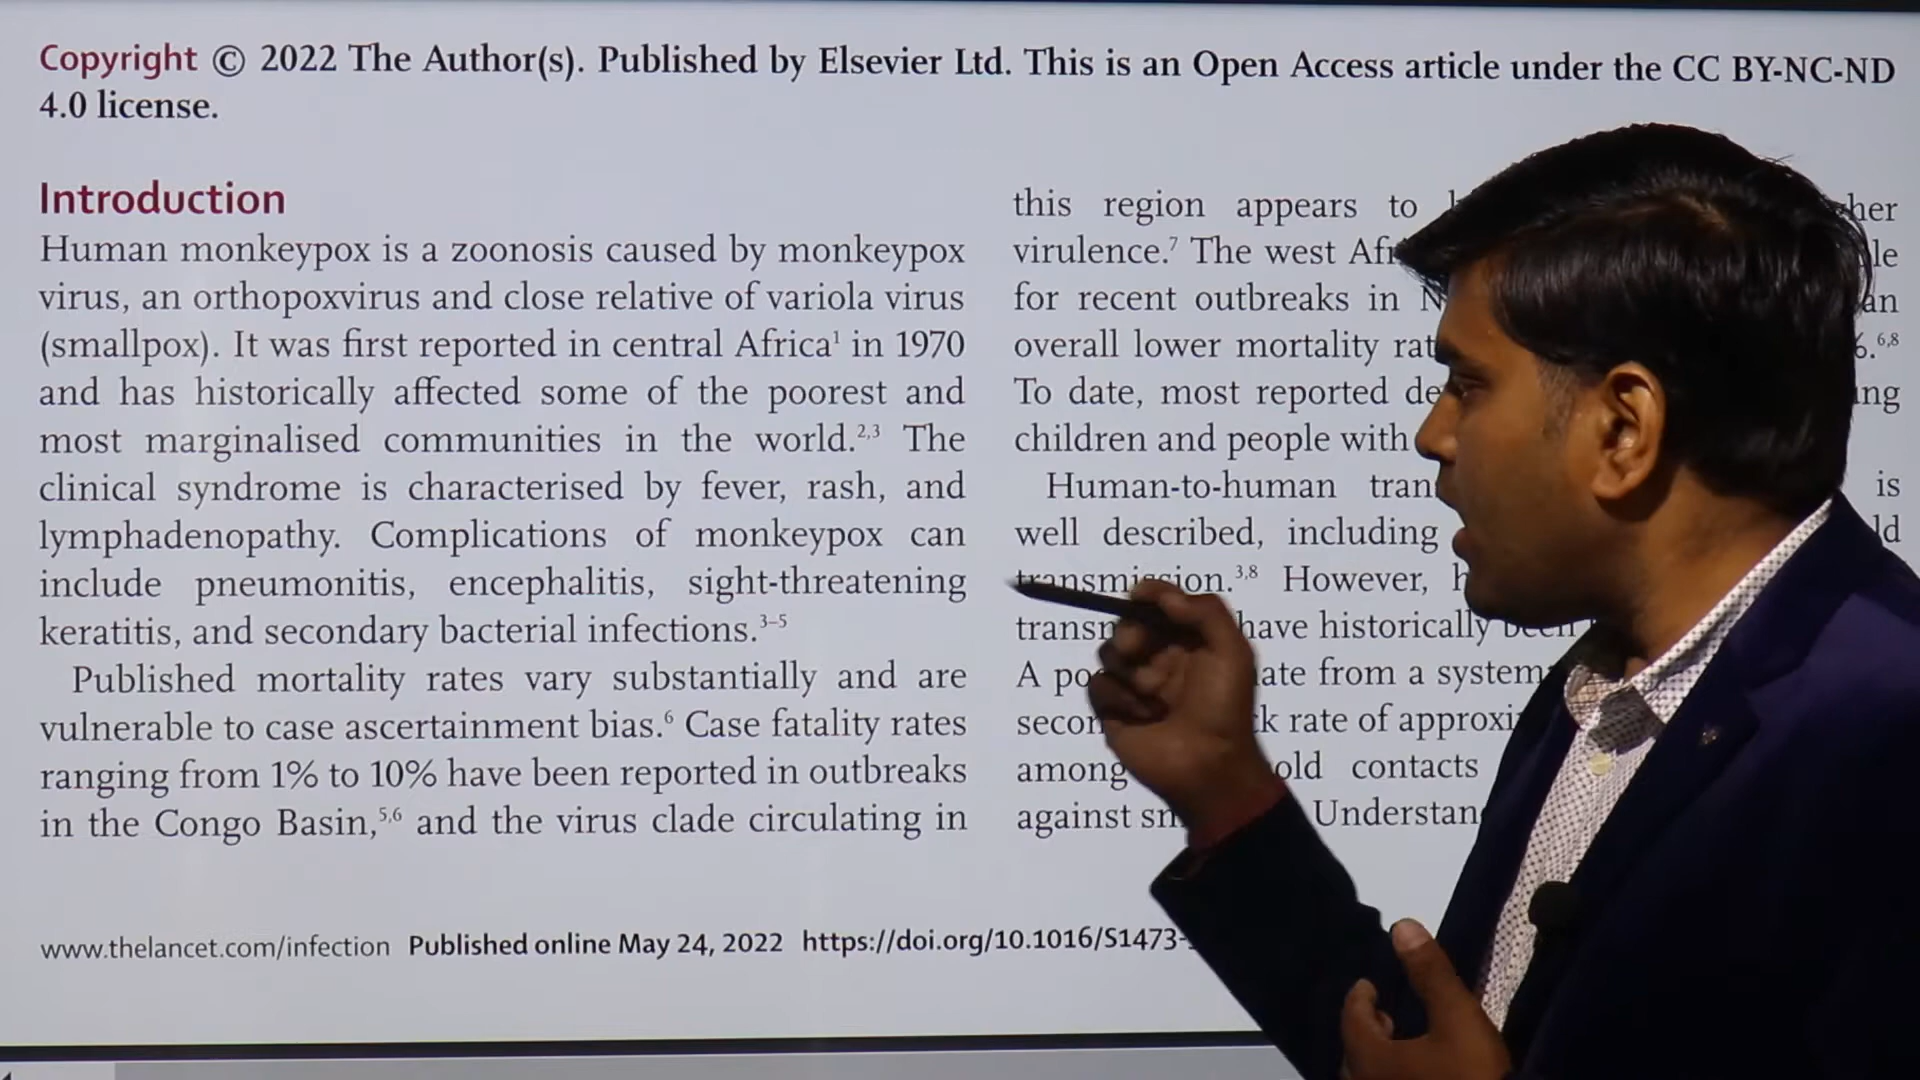 Copyright © 2022 The Author(s). Published by Elsevier Ltd. This is an Open Access article under the CC BY-NC-ND
4.0 license.
Introduction
Human monkeypox is a zoonosis caused by monkeypox
virus, an orthopoxvirus and close relative of variola virus
(smallpox). It was first reported in central Africa¹ in 1970
and has historically affected some of the poorest and
most marginalised communities in the world.²,³ The
clinical syndrome is characterised by fever, rash, and
lymphadenopathy. Complications of monkeypox can
include pneumonitis, encephalitis, sight-threatening
keratitis, and secondary bacterial infections.³⁻⁵
Published mortality rates vary substantially and are
vulnerable to case ascertainment bias.⁶ Case fatality rates
ranging from 1% to 10% have been reported in outbreaks
in the Congo Basin,⁵,⁶ and the virus clade circulating in
this region appears to
virulence.⁷ The west
for recent outbreaks in
overall lower mortality
To date, most reported
children and people with
Human-to-human is
well described, including
transmission.³,⁸ However,
have historically
A from a
rate of
among contacts
against
www.thelancet.com/infection Published online May 24, 2022 https://doi.org/10.1016/S1473-